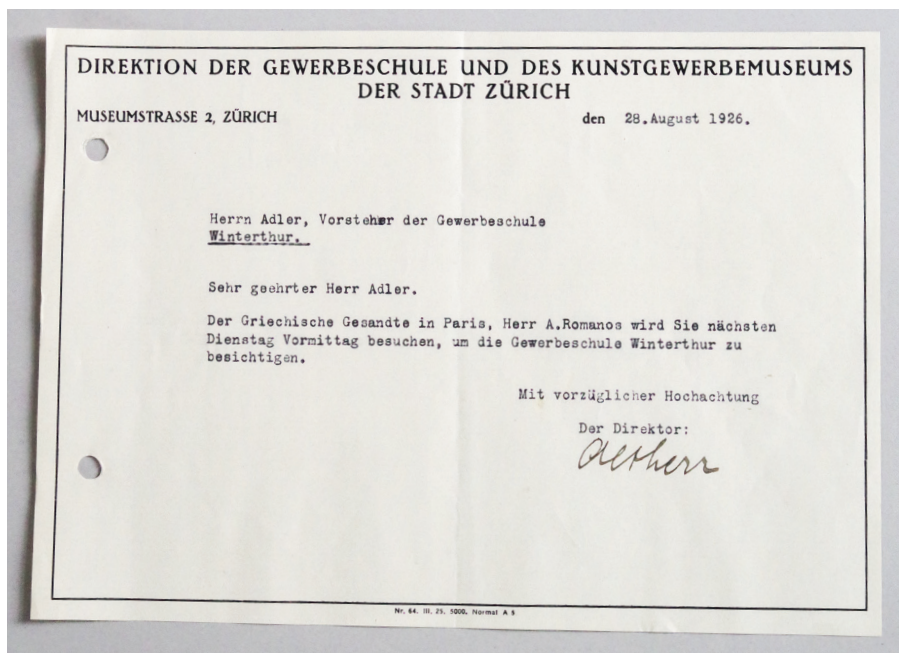 DIREKTION DER GEWERBESCHULE UND DES KUNSTGEWERBEMUSEUMS
DER STADT ZÜRICH
MUSEUMSTRASSE 2, ZÜRICH
den 28.August 1926.
Herrn Adler, Vorsteher der Gewerbeschule
Winterthur.
Sehr geehrter Herr Adler.
Der Griechische Gesandte in Paris, Herr A.Romanos wird Sie nächsten
Dienstag Vormittag besuchen, um die Gewerbeschule Winterthur zu
besichtigen.
Mit vorzüglicher Hochachtung
Der Direktor:
Altherr
Nr. 64. III. 25. 5000. Normat A 5